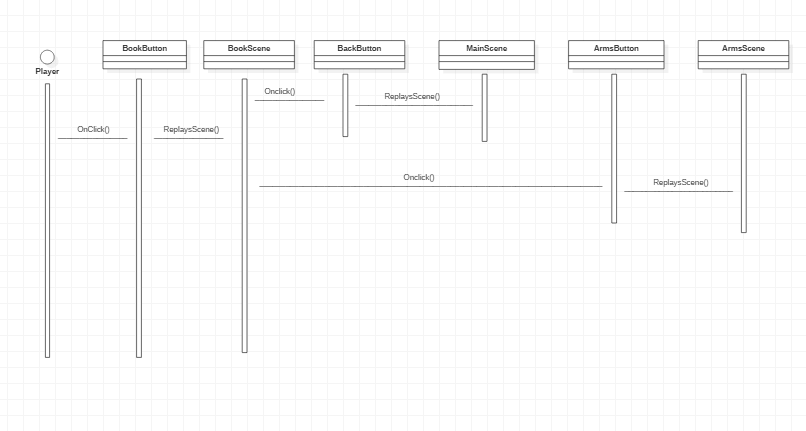 BookButton
BookScene
BackButton
MainScene
ArmsButton
ArmsScene
Player
Onclick()
ReplaysScene()
OnClick()
ReplaysScene()
Onclick()
ReplaysScene()